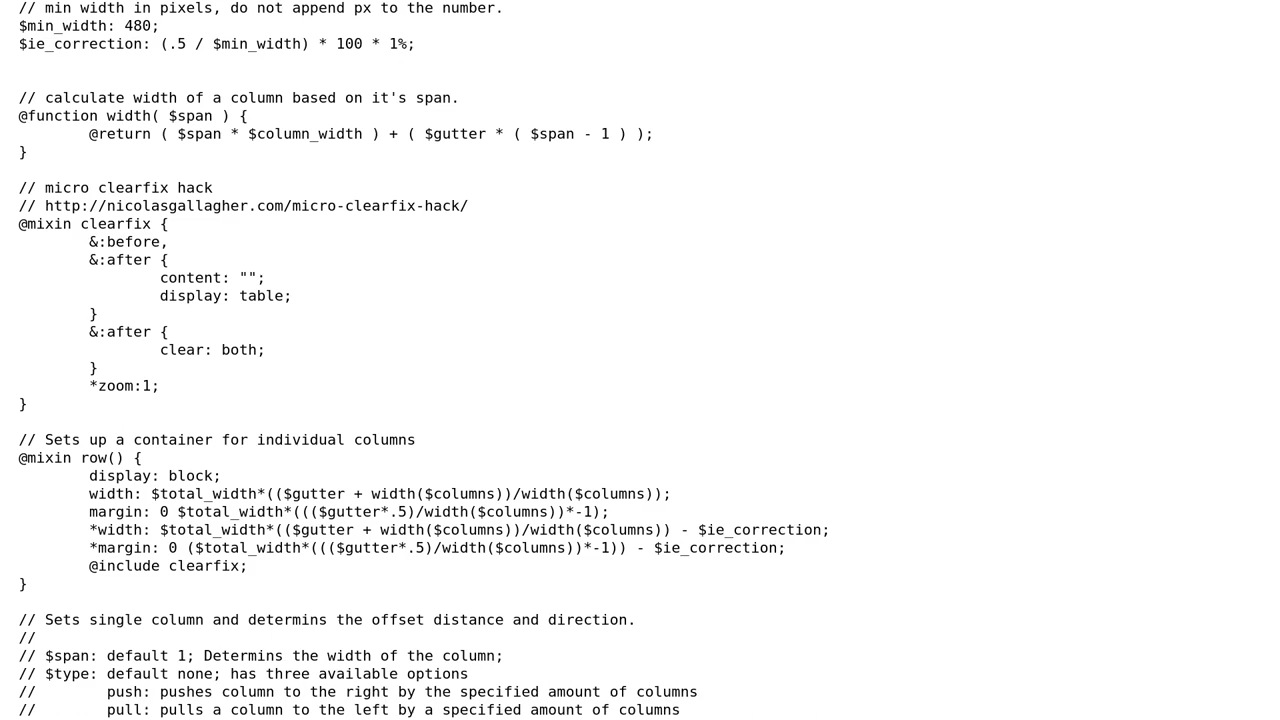 // min width in pixels, do not append px to the number.
$min_width: 480;
$ie_correction: (.5 / $min_width) * 100 * 1%;
// calculate width of a column based on it's span.
@function width( $span ) {
@return ( $span * $column_width ) + ( $gutter * ( $span - 1 ) );
}
// micro clearfix hack
// http://nicolasgallagher.com/micro-clearfix-hack/
@mixin clearfix {
&:before,
&:after {
content: "";
display: table;
}
&:after {
clear: both;
}
*zoom:1;
}
// Sets up a container for individual columns
@mixin row() {
display: block;
width: $total_width*(($gutter + width($columns))/width($columns));
margin: 0 $total_width*((($gutter*.5)/width($columns))*-1);
*width: $total_width*(($gutter + width($columns))/width($columns)) - $ie_correction;
*margin: 0 ($total_width*((($gutter*.5)/width($columns))*-1)) - $ie_correction;
@include clearfix;
}
// Sets single column and determins the offset distance and direction.
//
// $span: default 1; Determins the width of the column;
// $type: default none; has three available options
// push: pushes column to the right by the specified amount of columns
// pull: pulls a column to the left by a specified amount of columns